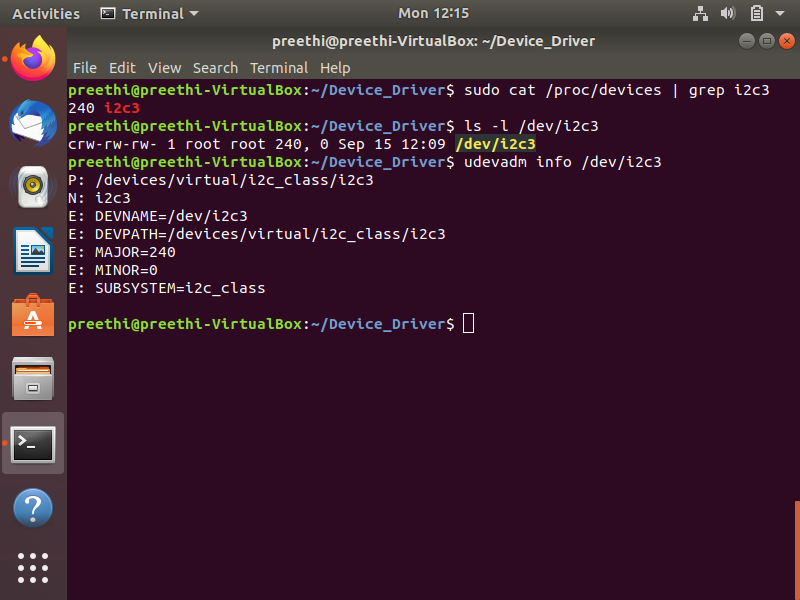 Activities Terminal Mon 12:15
preethi@preethi-VirtualBox: ~/Device_Driver
File Edit View Search Terminal Help
preethi@preethi-VirtualBox:~/Device_Driver$ sudo cat /proc/devices | grep i2c3
240 i2c3
preethi@preethi-VirtualBox:~/Device_Driver$ ls -l /dev/i2c3
crw-rw-rw- 1 root root 240, 0 Sep 15 12:09 /dev/i2c3
preethi@preethi-VirtualBox:~/Device_Driver$ udevadm info /dev/i2c3
P: /devices/virtual/i2c_class/i2c3
N: i2c3
E: DEVNAME=/dev/i2c3
E: DEVPATH=/devices/virtual/i2c_class/i2c3
E: MAJOR=240
E: MINOR=0
E: SUBSYSTEM=i2c_class
preethi@preethi-VirtualBox:~/Device_Driver$